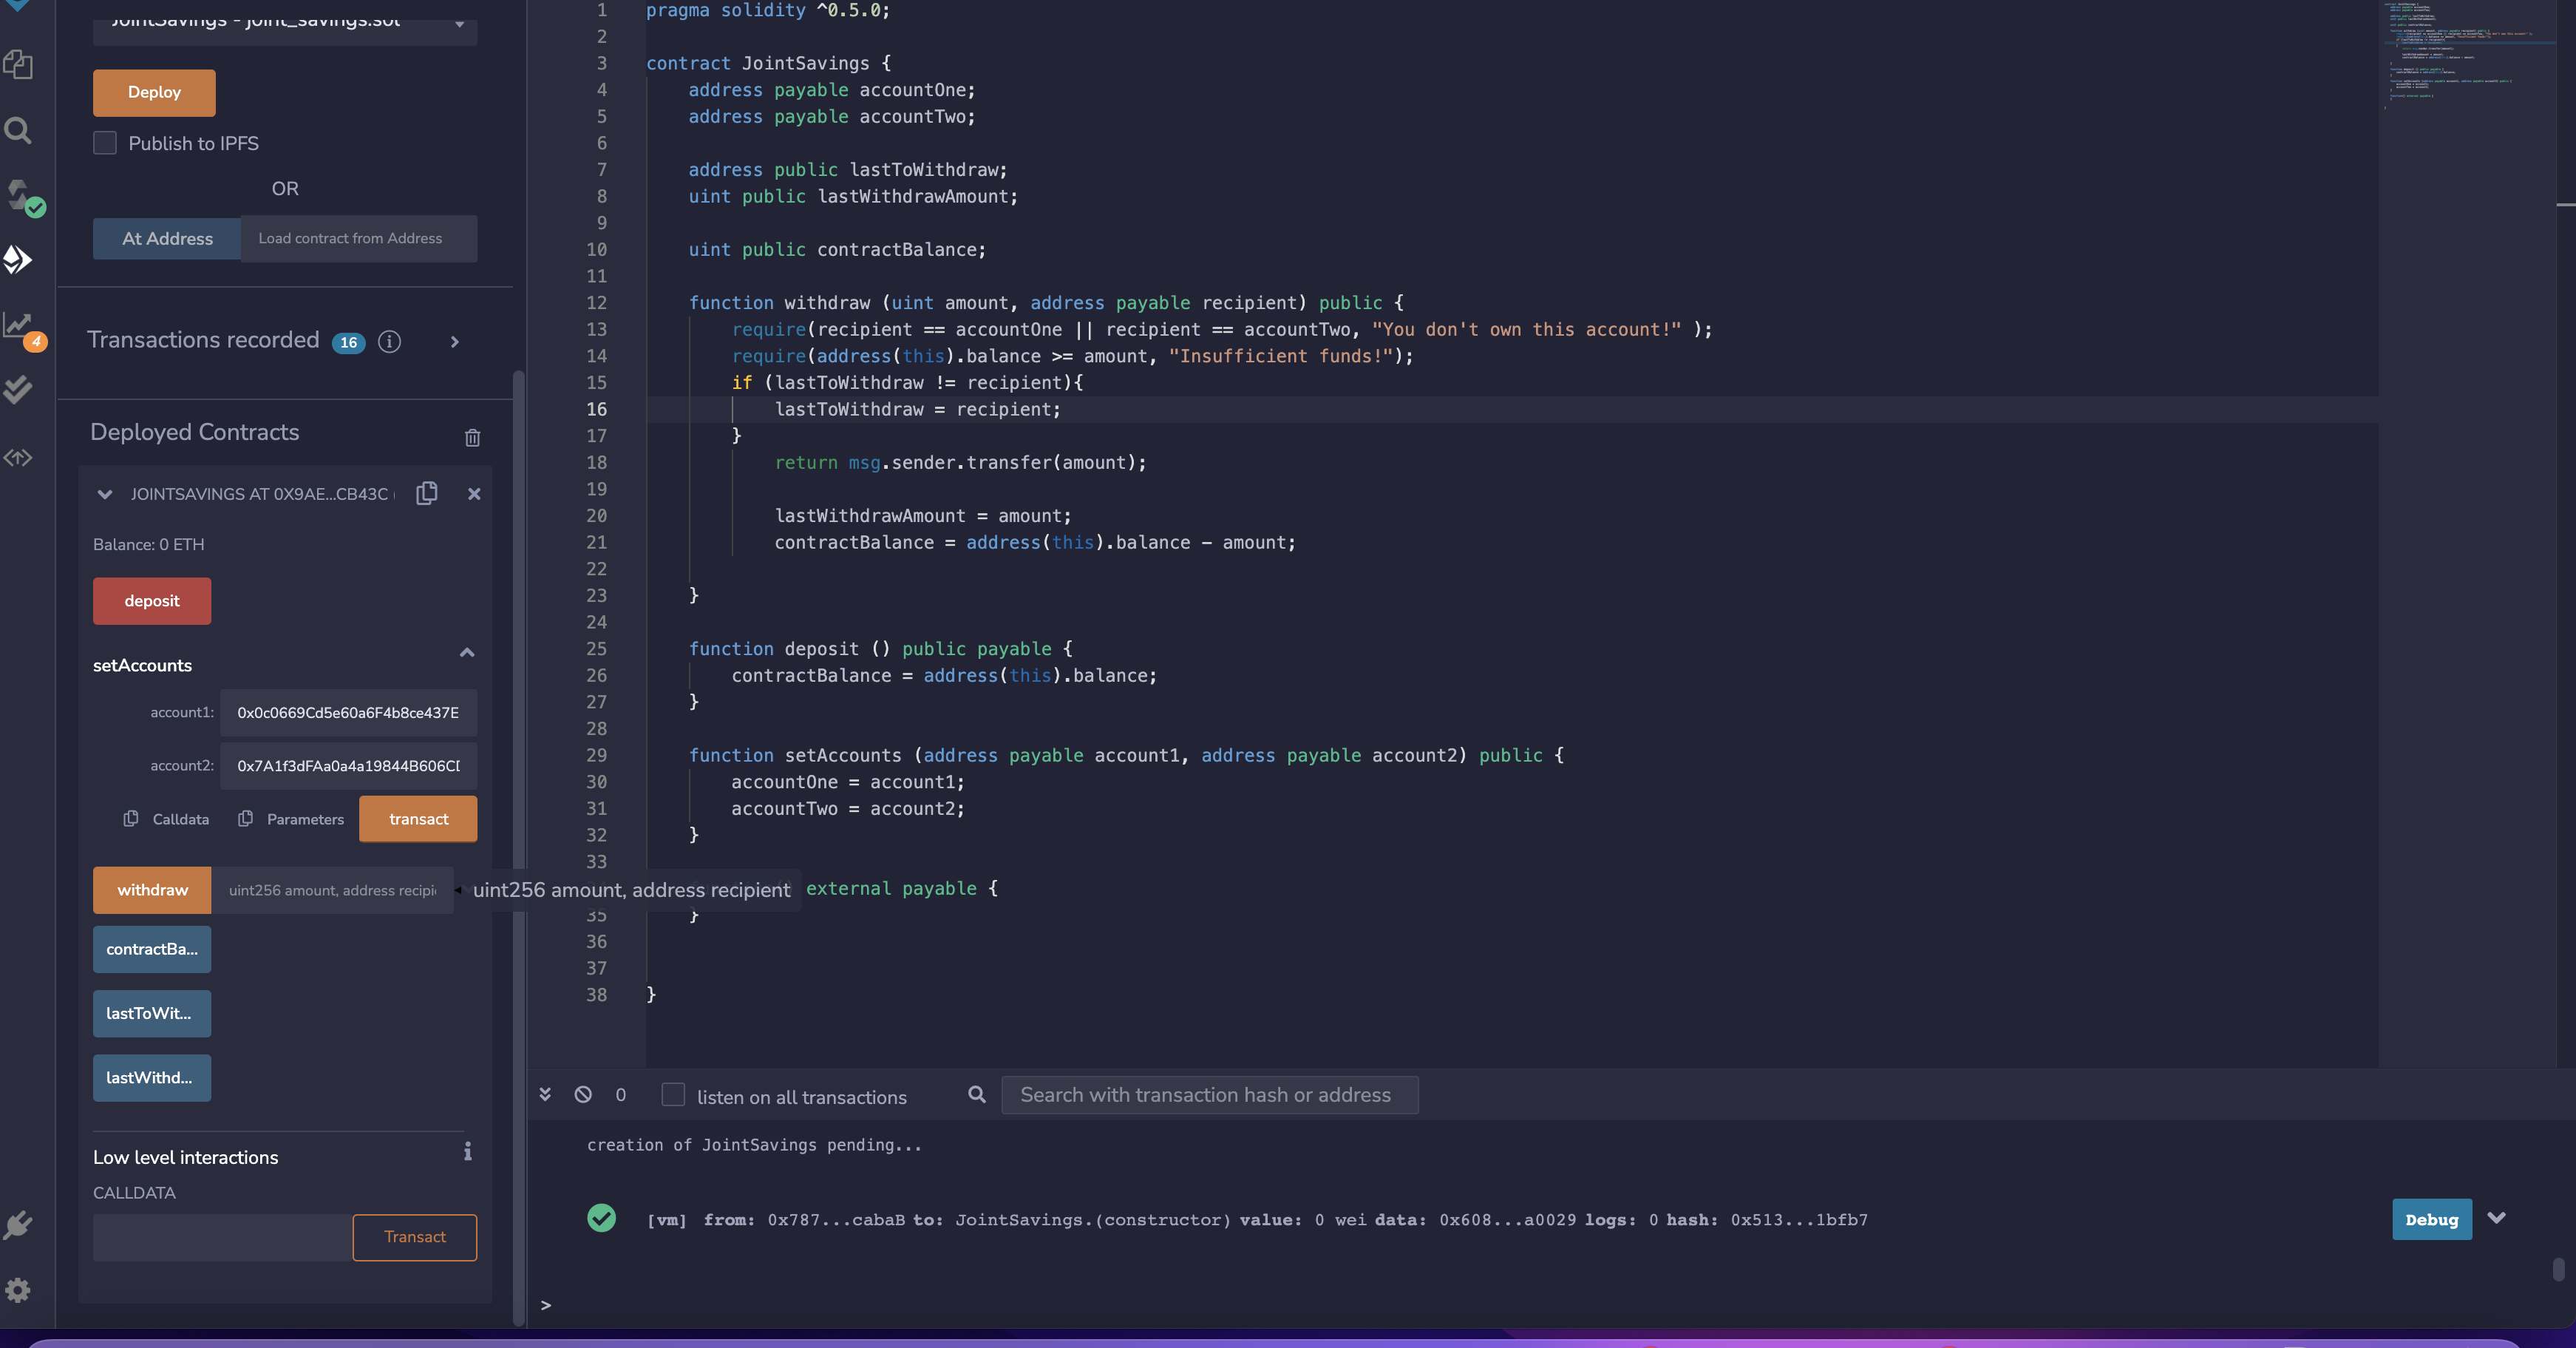 JointSavings - joint_savings.sol
Deploy
Publish to IPFS
OR
At Address
Load contract from Address
Transactions recorded 16 i
4
Deployed Contracts
JOINTSAVINGS AT 0X9AE...CB43C (
Balance: 0 ETH
deposit
setAccounts
account1: 0x0c0669Cd5e60a6F4b8ce437E
account2: 0x7A1f3dFAa0a4a19844B606CD
Calldata Parameters transact
withdraw uint256 amount, address recipi
uint256 amount, address recipient
contractBa...
lastToWit...
lastWithd...
Low level interactions i
CALLDATA
Transact
1 pragma solidity ^0.5.0;
2
3 contract JointSavings {
4 address payable accountOne;
5 address payable accountTwo;
6
7 address public lastToWithdraw;
8 uint public lastWithdrawAmount;
9
10 uint public contractBalance;
11
12 function withdraw (uint amount, address payable recipient) public {
13 require(recipient == accountOne || recipient == accountTwo, "You don't own this account!" );
14 require(address(this).balance >= amount, "Insufficient funds!");
15 if (lastToWithdraw != recipient){
16 lastToWithdraw = recipient;
17 }
18 return msg.sender.transfer(amount);
19
20 lastWithdrawAmount = amount;
21 contractBalance = address(this).balance - amount;
22
23 }
24
25 function deposit () public payable {
26 contractBalance = address(this).balance;
27 }
28
29 function setAccounts (address payable account1, address payable account2) public {
30 accountOne = account1;
31 accountTwo = account2;
32 }
33
external payable {
35 }
36
37
38 }
0 listen on all transactions Search with transaction hash or address
creation of JointSavings pending...
[vm] from: 0x787...cabaB to: JointSavings.(constructor) value: 0 wei data: 0x608...a0029 logs: 0 hash: 0x513...1bfb7
Debug
>